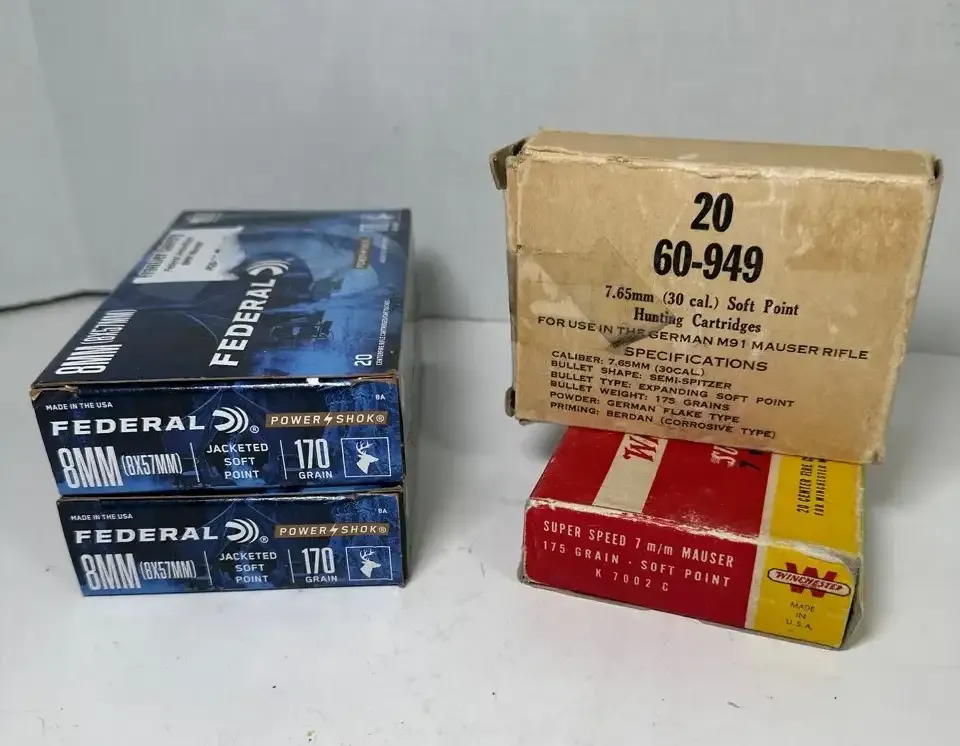 8MM (8X57MM)
FEDERAL
20
MADE IN THE USA
8A
FEDERAL®
POWER SHOK®
8MM (8X57MM)
JACKETED
SOFT
POINT
170
GRAIN
MADE IN THE USA
8A
FEDERAL®
POWER SHOK®
8MM (8X57MM)
JACKETED
SOFT
POINT
170
GRAIN
20
60-949
7.65mm (30 cal.) Soft Point
Hunting Cartridges
FOR USE IN THE GERMAN M91 MAUSER RIFLE
SPECIFICATIONS
CALIBER: 7.65MM (30CAL.)
BULLET SHAPE: SEMI-SPITZER
BULLET TYPE: EXPANDING SOFT POINT
BULLET WEIGHT: 175 GRAINS
POWDER: GERMAN FLAKE TYPE
PRIMING: BERDAN (CORROSIVE TYPE)
20 CENTER FIRE
FOR WINCHESTER
SUPER SPEED 7 m/m MAUSER
175 GRAIN · SOFT POINT
K 7002 C
WINCHESTER
MADE
IN
U.S.A.